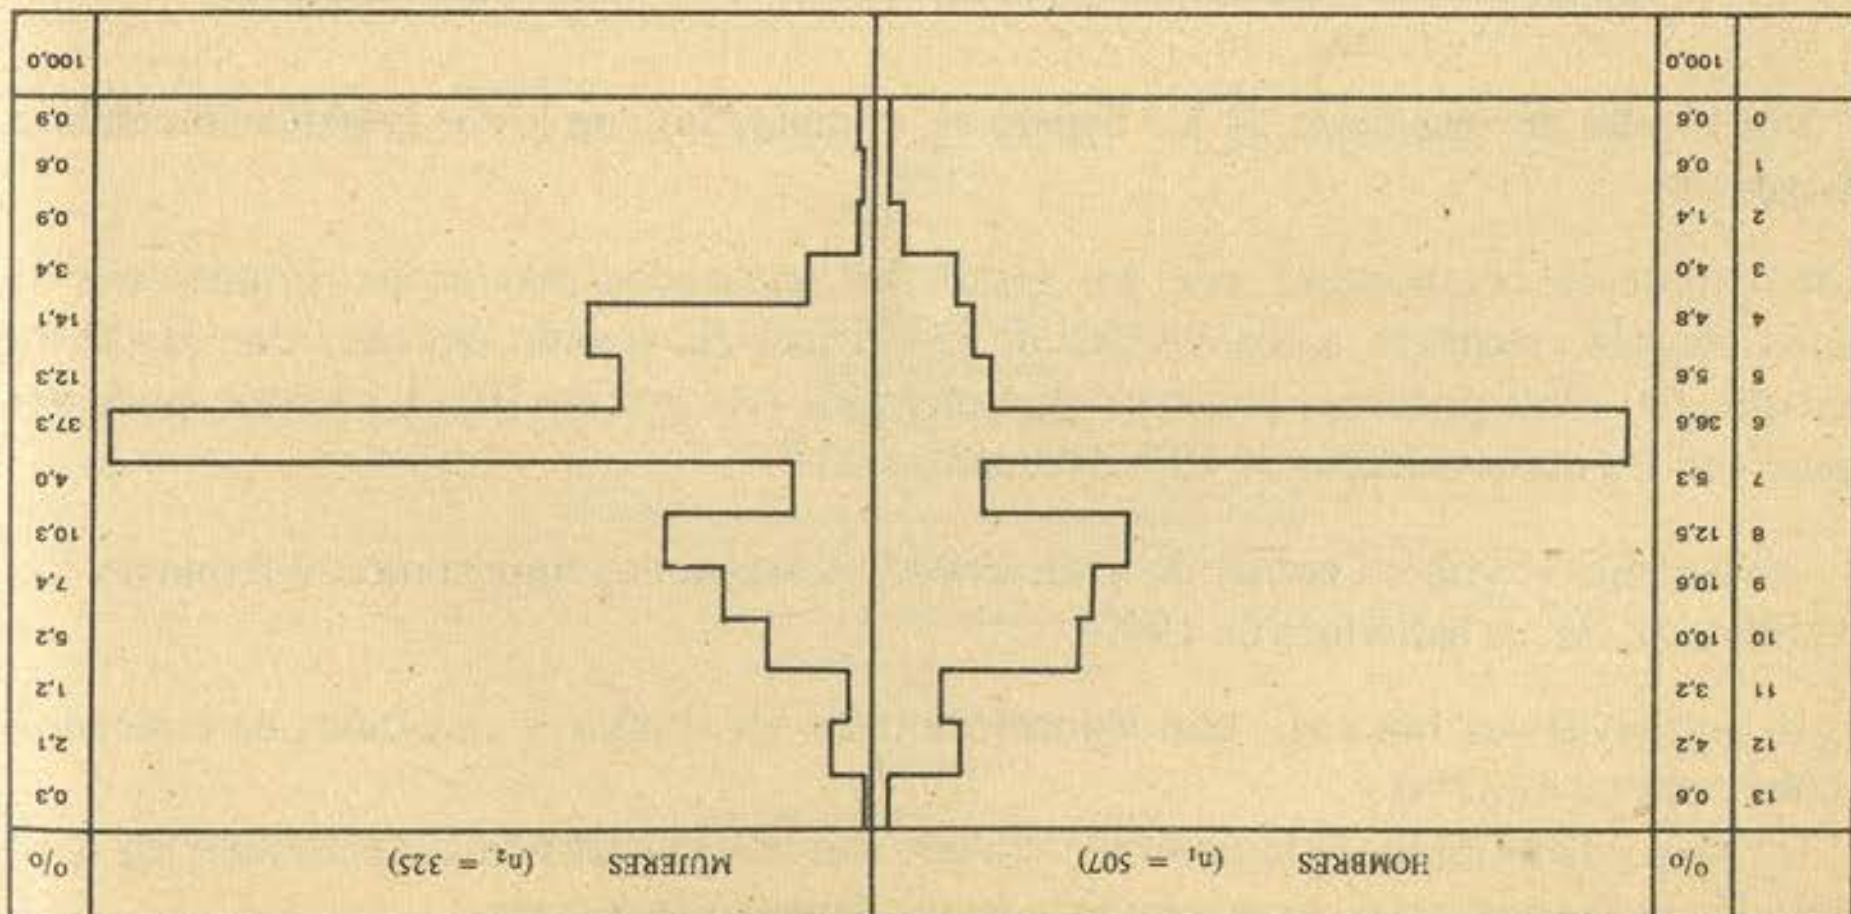 % HOMBRES (n₁ = 507) MUJERES (n₂ = 325) %
13 0,6 0,3
12 4,2 2,1
11 3,2 1,2
10 10,0 5,2
9 10,6 7,4
8 12,5 10,3
7 5,3 4,0
6 36,6 37,3
5 5,6 12,3
4 4,8 14,1
3 4,0 3,4
2 1,4 0,9
1 0,6 0,6
0 0,6 0,9
100,0 100,0